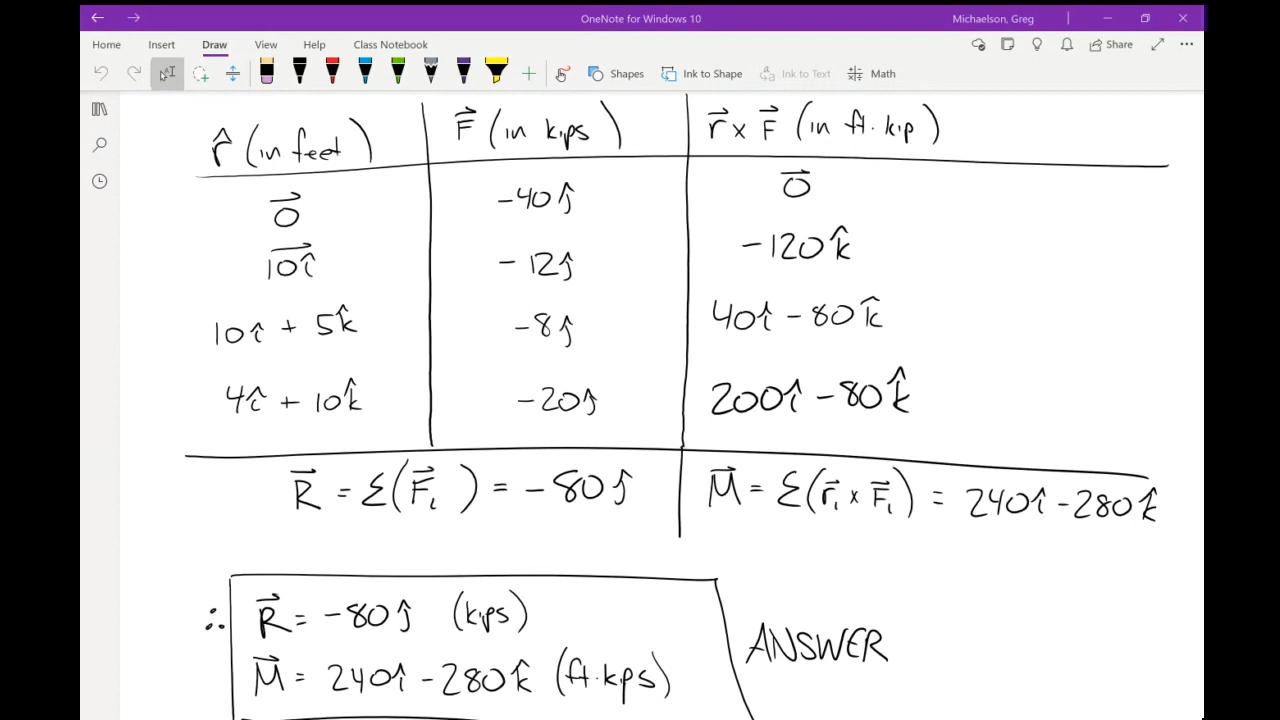 OneNote for Windows 10
Michaelson, Greg
Home Insert Draw View Help Class Notebook
Share
Shapes Ink to Shape Ink to Text Math
r̂ (in feet) F⃗ (in kips) r⃗ x F⃗ (in ft.kip)
0⃗ -40ĵ 0⃗
10î -12ĵ -120k̂
10î + 5k̂ -8ĵ 40î - 80k̂
4î + 10k̂ -20ĵ 200î - 80k̂
R⃗ = Σ(F⃗ᵢ) = -80ĵ M⃗ = Σ(r⃗ᵢ x F⃗ᵢ) = 240î - 280k̂
∴ R⃗ = -80ĵ (kips)
M⃗ = 240î - 280k̂ (ft.kips)
ANSWER